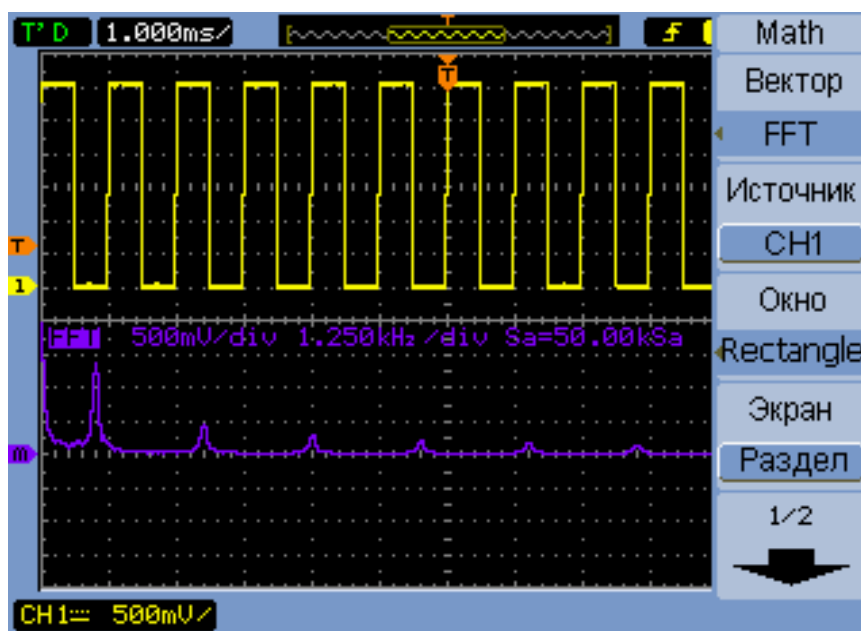 T'D 1.000ms/
T
T
T
1
Math
Вектор
FFT
Источник
CH1
Окно
Rectangle
Экран
Раздел
1/2
FFT 500mV/div 1.250kHz/div Sa=50.00kSa
m
CH1 500mV/